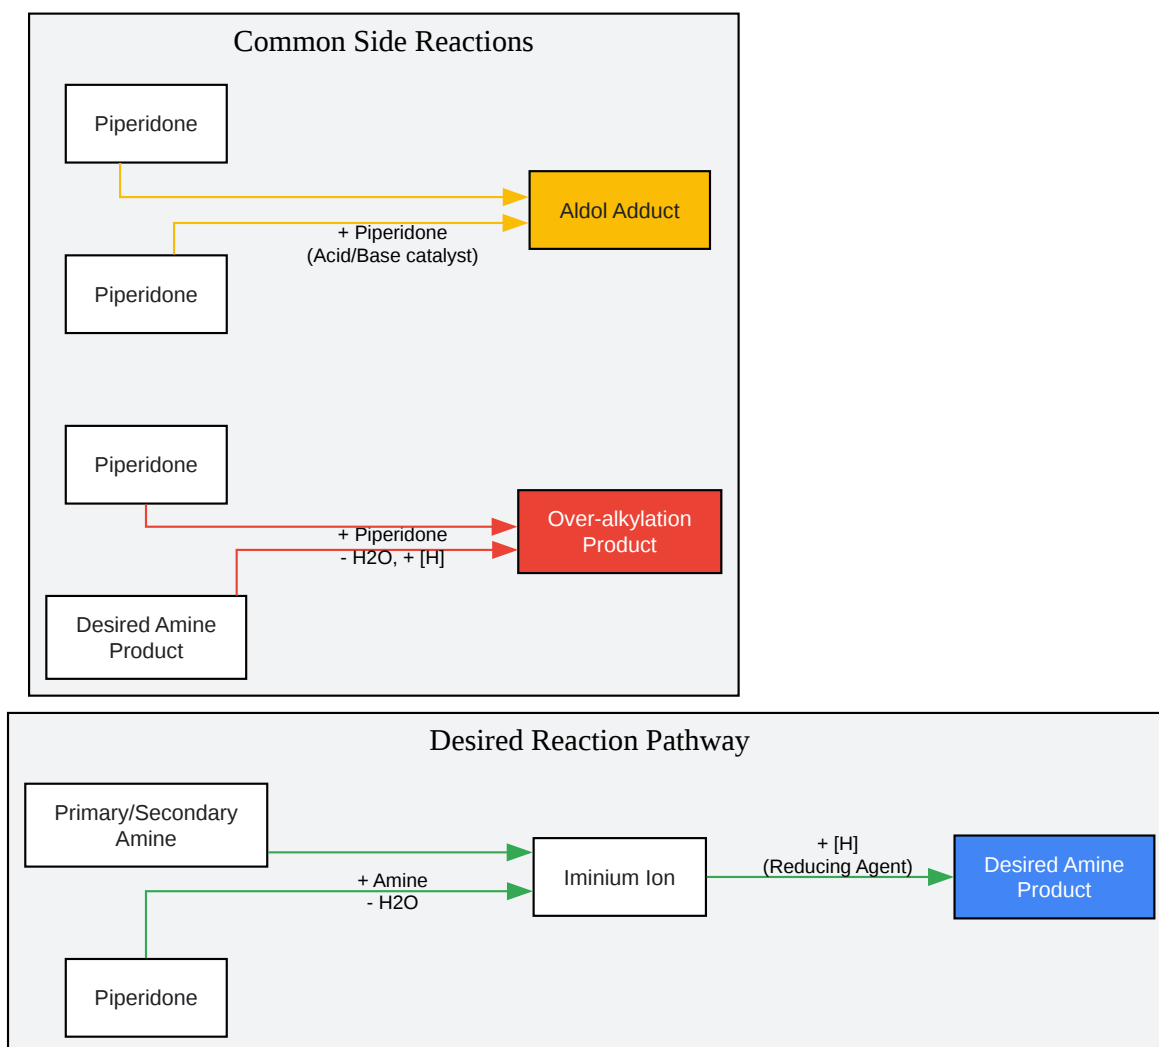 Common Side Reactions
Piperidone
Aldol Adduct
+ Piperidone
(Acid/Base catalyst)
Piperidone
Piperidone
Over-alkylation
Product
+ Piperidone
- H2O, + [H]
Desired Amine
Product
Desired Reaction Pathway
Primary/Secondary
Amine
+ Amine
- H2O
Iminium Ion
+ [H]
(Reducing Agent)
Desired Amine
Product
Piperidone